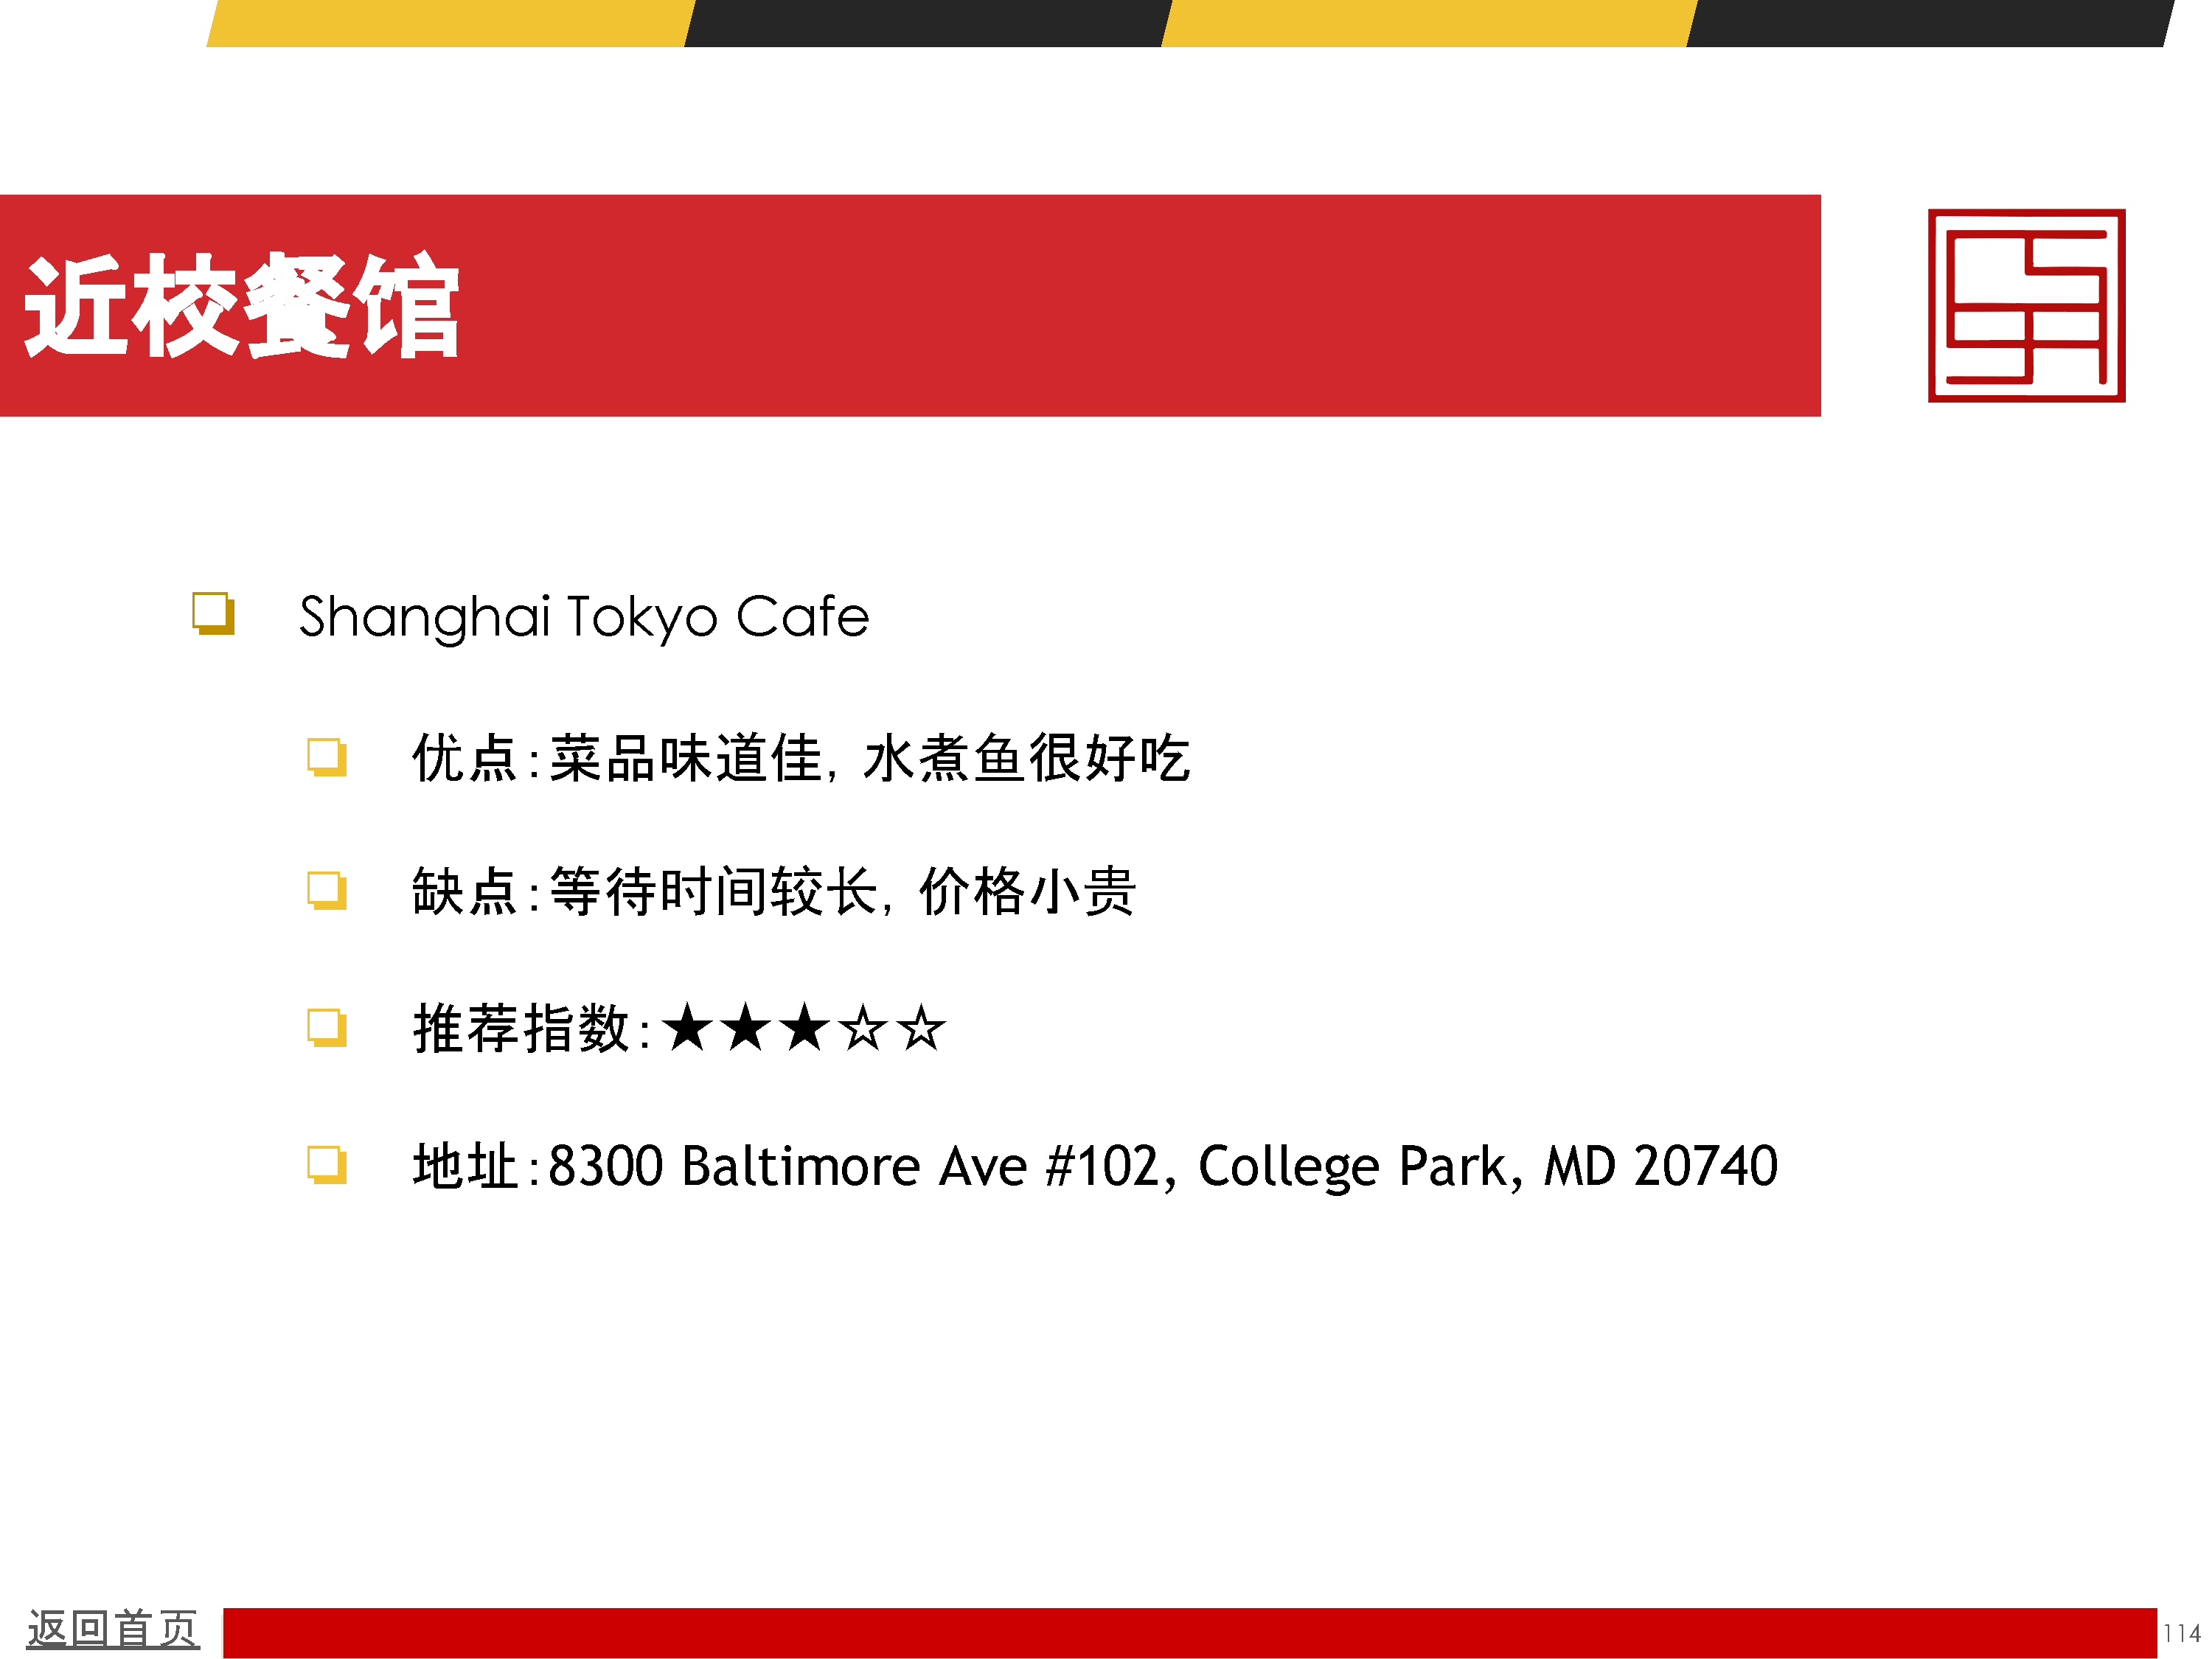 近校餐馆
Shanghai Tokyo Cafe
优点：菜品味道佳，水煮鱼很好吃
缺点：等待时间较长，价格小贵
推荐指数：★★★☆☆
地址：8300 Baltimore Ave #102, College Park, MD 20740
返回首页
114